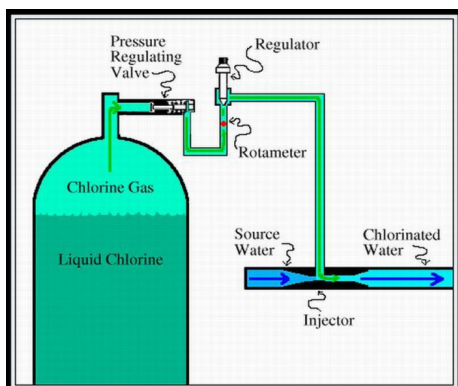 Pressure
Regulating
Valve
Regulator
Rotameter
Chlorine Gas
Liquid Chlorine
Source
Water
Chlorinated
Water
Injector